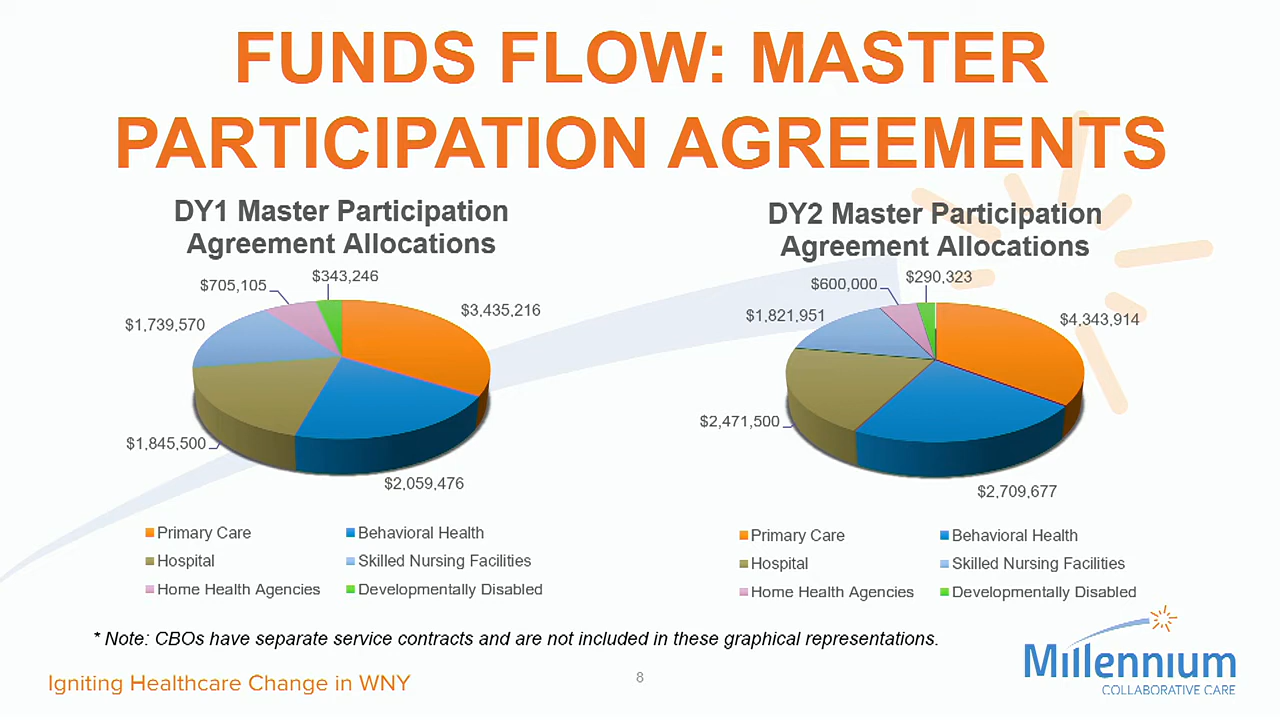 FUNDS FLOW: MASTER
PARTICIPATION AGREEMENTS
DY1 Master Participation
Agreement Allocations
$343,246
$705,105
$3,435,216
$1,739,570
$1,845,500
$2,059,476
Primary Care
Behavioral Health
Hospital
Skilled Nursing Facilities
Home Health Agencies
Developmentally Disabled
DY2 Master Participation
Agreement Allocations
$290,323
$600,000
$1,821,951
$4,343,914
$2,471,500
$2,709,677
Primary Care
Behavioral Health
Hospital
Skilled Nursing Facilities
Home Health Agencies
Developmentally Disabled
* Note: CBOs have separate service contracts and are not included in these graphical representations.
Igniting Healthcare Change in WNY
8
Millennium
COLLABORATIVE CARE